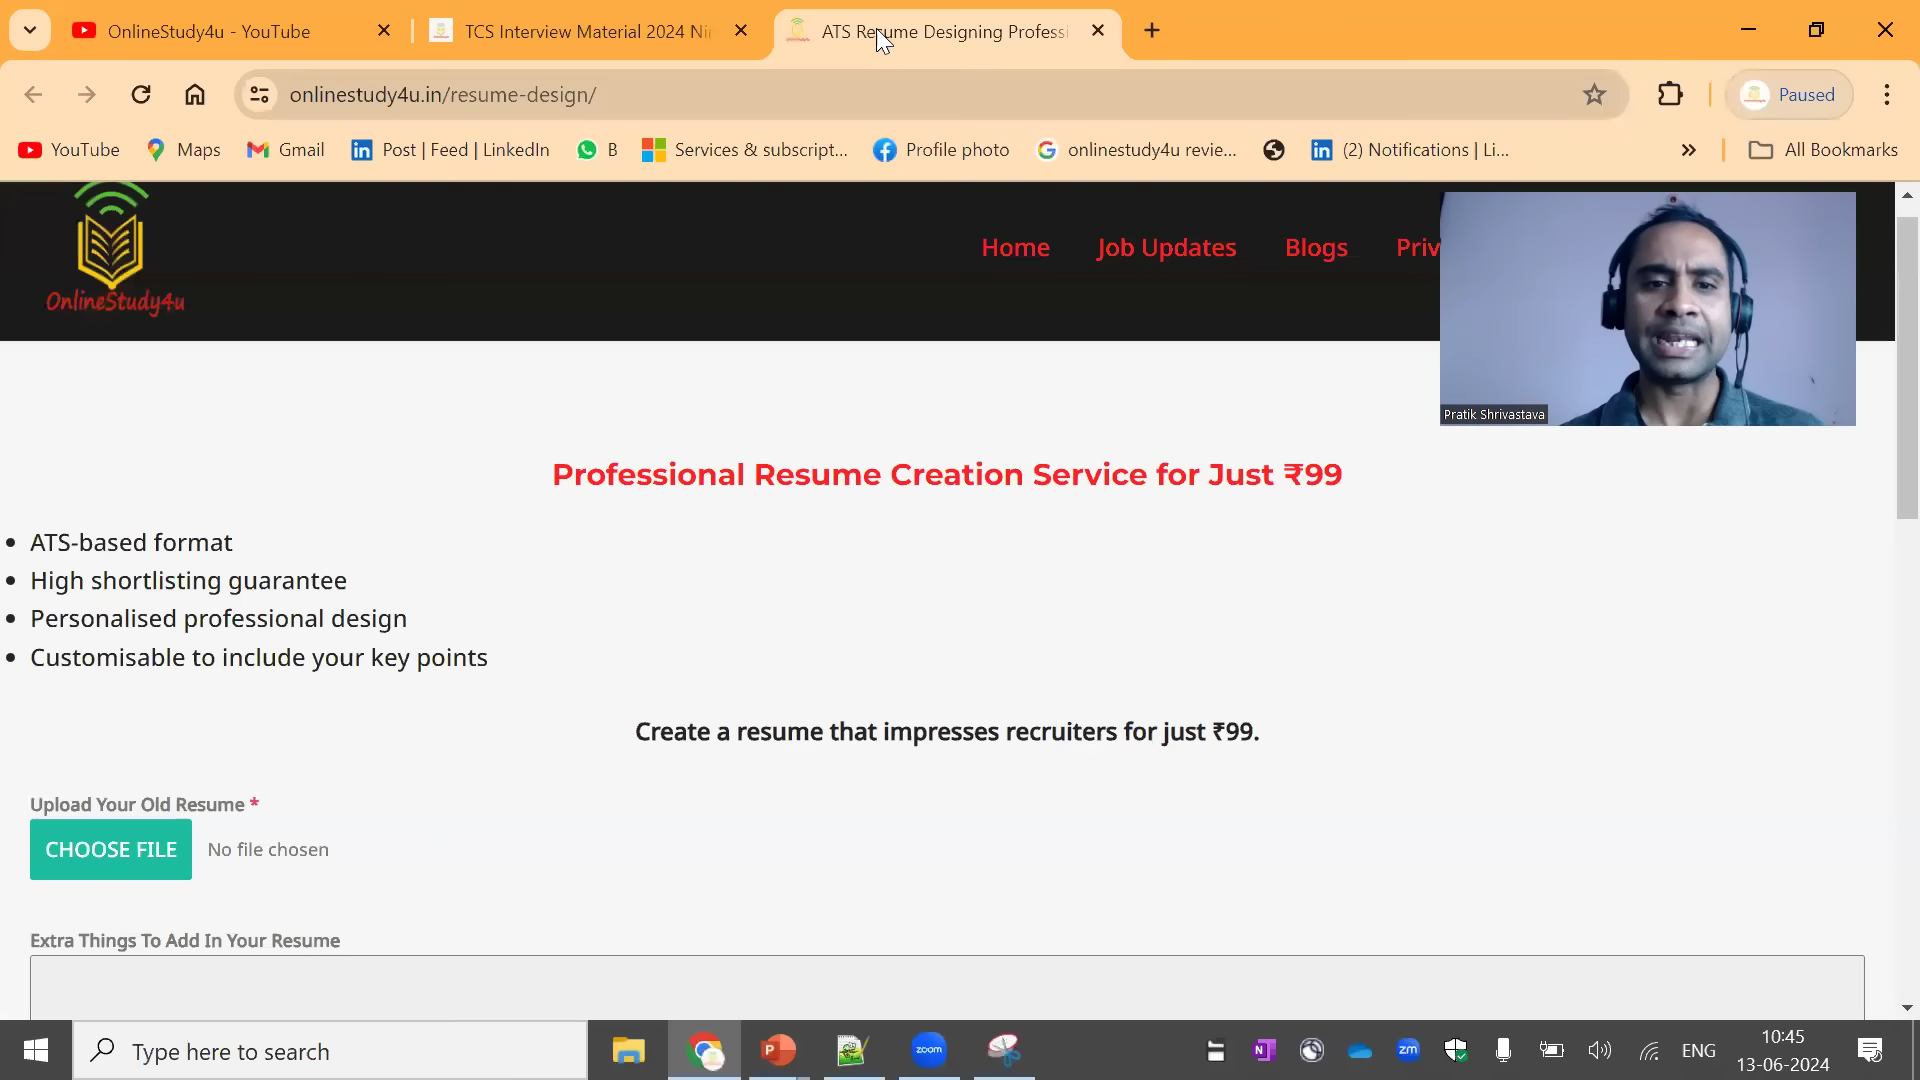 OnlineStudy4u - YouTube
TCS Interview Material 2024 Ni
ATS Resume Designing Professi
onlinestudy4u.in/resume-design/
Paused
YouTube
Maps
Gmail
Post | Feed | LinkedIn
B
Services & subscript...
Profile photo
onlinestudy4u revie...
(2) Notifications | Li...
All Bookmarks
OnlineStudy4u
Home
Job Updates
Blogs
Priv
Pratik Shrivastava
Professional Resume Creation Service for Just ₹99
ATS-based format
High shortlisting guarantee
Personalised professional design
Customisable to include your key points
Create a resume that impresses recruiters for just ₹99.
Upload Your Old Resume *
CHOOSE FILE No file chosen
Extra Things To Add In Your Resume
Type here to search
zoom
zm
ENG
10:45
13-06-2024